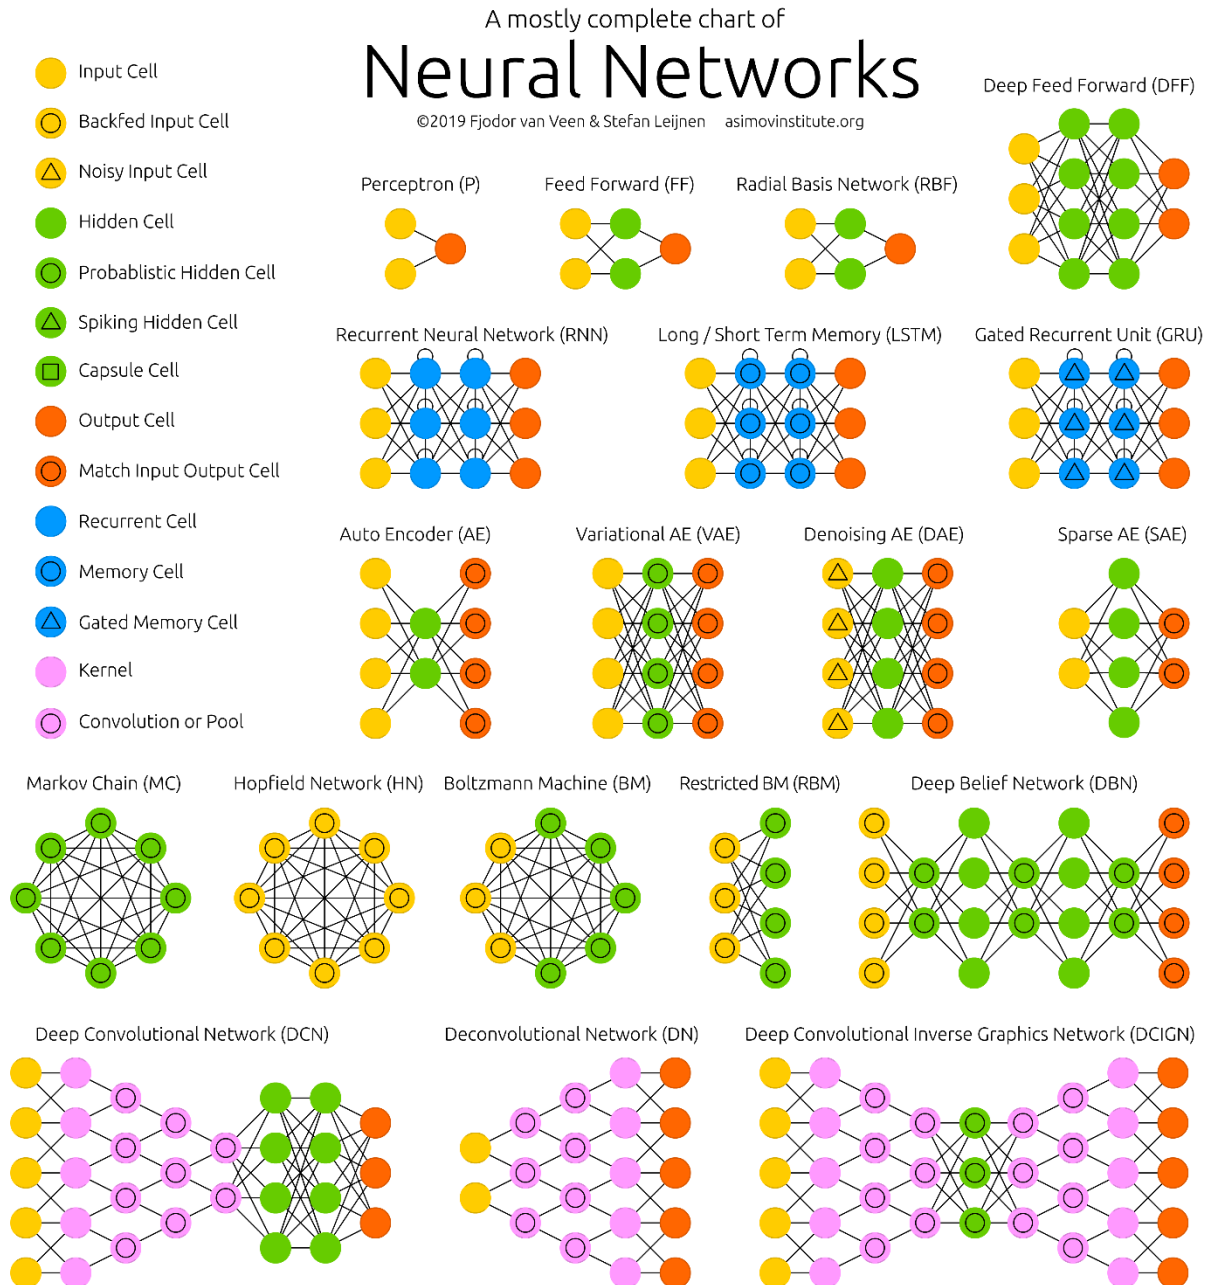 A mostly complete chart of
Neural Networks
©2019 Fjodor van Veen & Stefan Leijnen asimovinstitute.org
Input Cell
Backfed Input Cell
Noisy Input Cell
Hidden Cell
Probablistic Hidden Cell
Spiking Hidden Cell
Capsule Cell
Output Cell
Match Input Output Cell
Recurrent Cell
Memory Cell
Gated Memory Cell
Kernel
Convolution or Pool
Deep Feed Forward (DFF)
Perceptron (P)
Feed Forward (FF)
Radial Basis Network (RBF)
Recurrent Neural Network (RNN)
Long / Short Term Memory (LSTM)
Gated Recurrent Unit (GRU)
Auto Encoder (AE)
Variational AE (VAE)
Denoising AE (DAE)
Sparse AE (SAE)
Markov Chain (MC)
Hopfield Network (HN)
Boltzmann Machine (BM)
Restricted BM (RBM)
Deep Belief Network (DBN)
Deep Convolutional Network (DCN)
Deconvolutional Network (DN)
Deep Convolutional Inverse Graphics Network (DCIGN)